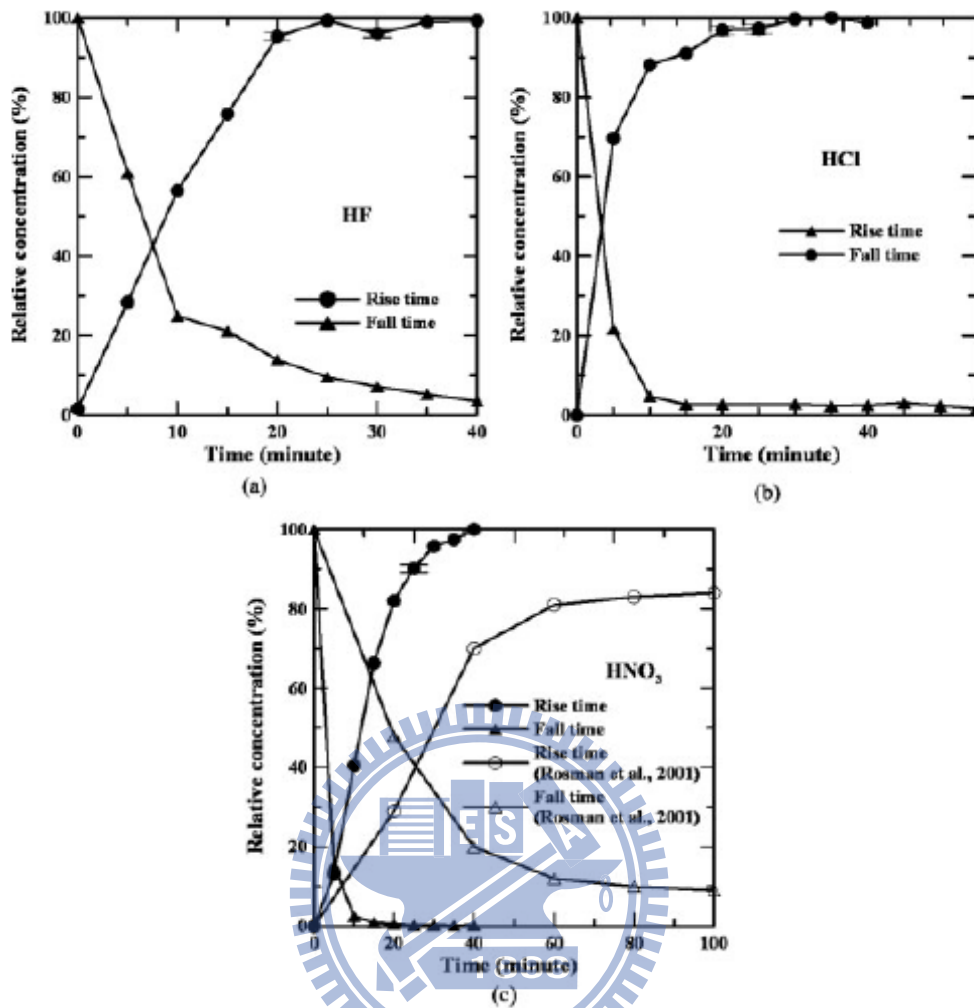 100
80
60
40
20
0
Relative concentration (%)
HF
Rise time
Fall time
0
10
20
30
40
Time (minute)
(a)
100
80
60
40
20
0
Relative concentration (%)
HCl
Rise time
Fall time
0
20
40
Time (minute)
(b)
100
80
60
40
20
0
Relative concentration (%)
HNO₃
Rise time
Fall time
Rise time
(Rosman et al., 2001)
Fall time
(Rosman et al., 2001)
E S A
0
20
40
60
80
100
1896
Time (minute)
(c)